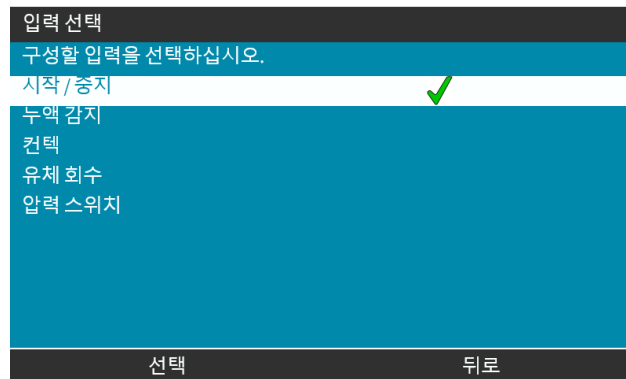 입력 선택
구성할 입력을 선택하십시오.
시작 / 중지
누액 감지
컨텍
유체 회수
압력 스위치
선택 뒤로